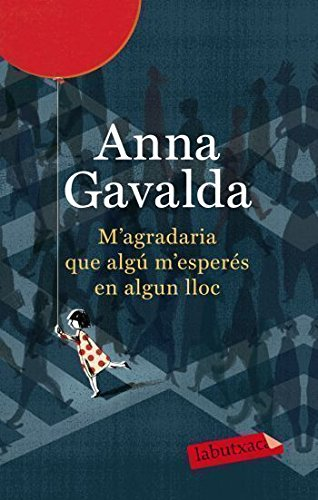 Anna
Gavalda
M'agradaria
que algú m'esperés
en algun lloc
labutxaca